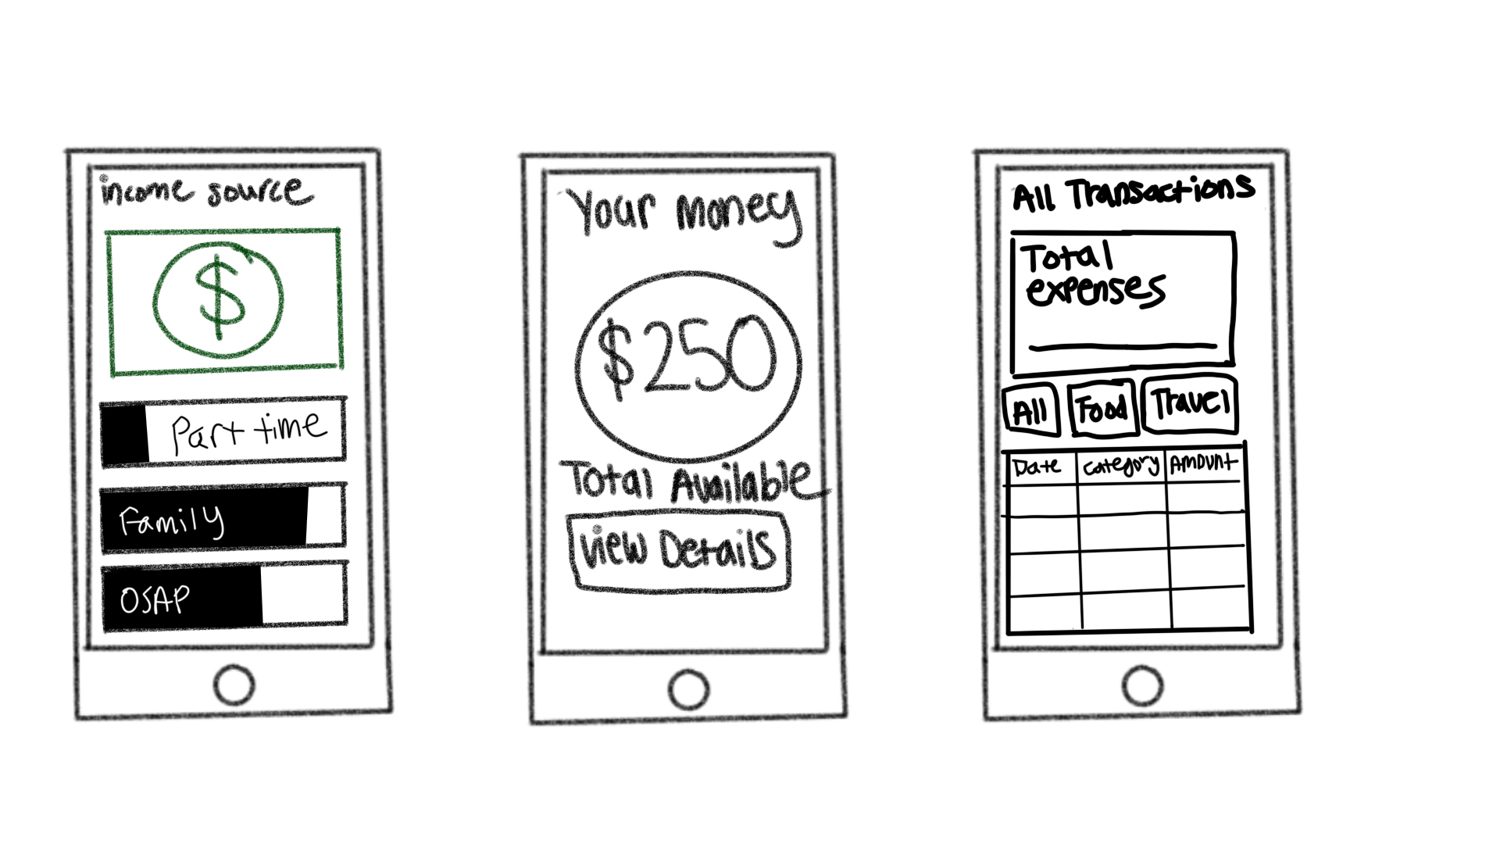 income source
$
Part time
Family
OSAP
Your money
$250
Total Available
View Details
All Transactions
Total
expenses
All Food Travel
Date Category Amount